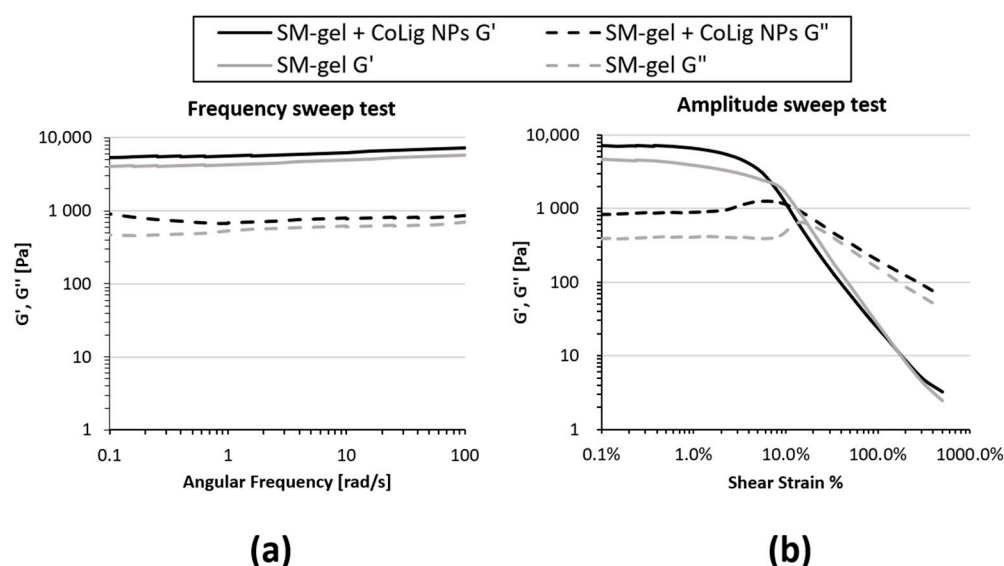 SM-gel + CoLig NPs G' SM-gel + CoLig NPs G"
SM-gel G' SM-gel G"
Frequency sweep test
G', G" [Pa]
10,000
1 000
100
10
1
0.1 1 10 100
Angular Frequency [rad/s]
(a)
Amplitude sweep test
G', G" [Pa]
10,000
1 000
100
10
1
0.1% 1.0% 10.0% 100.0% 1000.0%
Shear Strain %
(b)